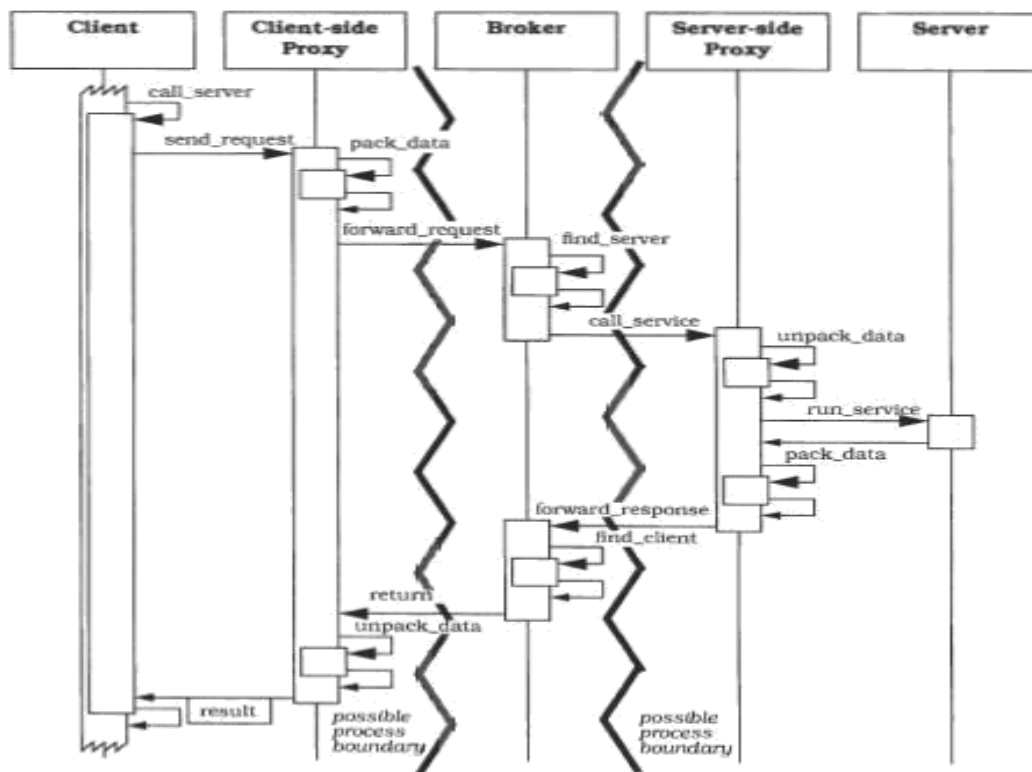 Client
Client-side
Proxy
Broker
Server-side
Proxy
Server
call_server
send_request
pack_data
forward_request
find_server
call_service
unpack_data
run_service
pack_data
forward_response
find_client
return
unpack_data
result
possible
process
boundary
possible
process
boundary